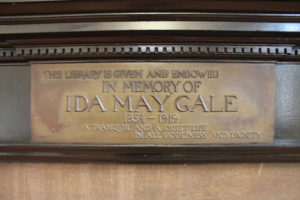 THIS LIBRARY IS GIVEN AND ENDOWED
IN MEMORY OF
IDA MAY GALE
1854 – 1919
A TRANQUIL AND A QUIET LIFE
IN ALL GODLINESS AND DIGNITY